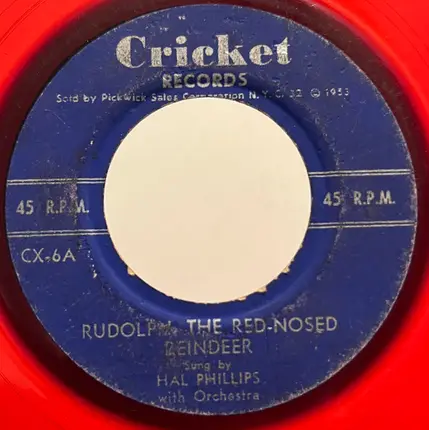 Cricket
RECORDS
Sold by Pickwick Sales Corporation N. Y. C. 32 © 1953
45 R.P.M. 45 R.P.M.
CX-6A
RUDOLPH, THE RED-NOSED
REINDEER
Sung by
HAL PHILLIPS
with Orchestra